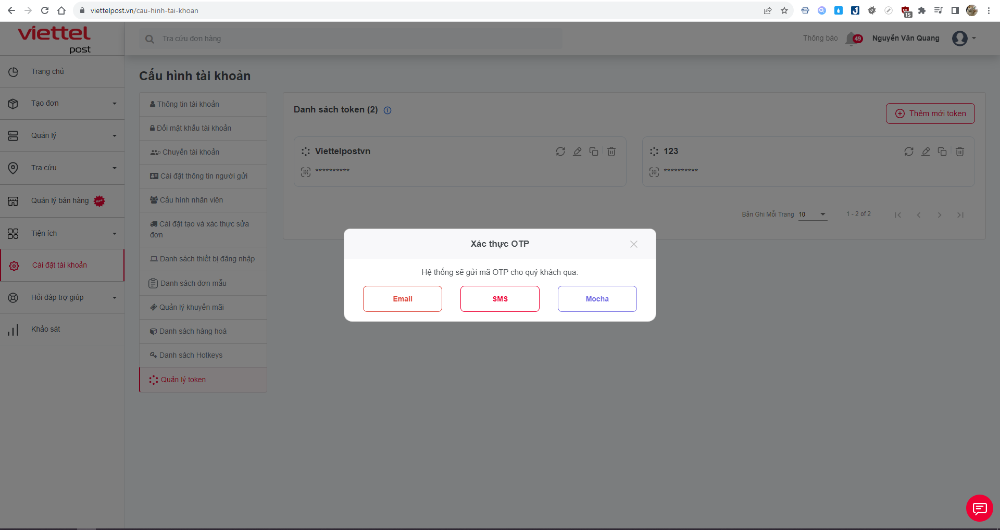 viettelpost.vn/cau-hinh-tai-khoan
15
viettel
post
Tra cứu đơn hàng
Thông báo
49
Nguyễn Văn Quang
Trang chủ
Tạo đơn
Quản lý
Tra cứu
Quản lý bán hàng
New
Tiện ích
Cài đặt tài khoản
Hỏi đáp trợ giúp
Khảo sát
Cấu hình tài khoản
Thông tin tài khoản
Đổi mật khẩu tài khoản
Chuyển tài khoản
Cài đặt thông tin người gửi
Cấu hình nhân viên
Cài đặt tạo và xác thực sửa
đơn
Danh sách thiết bị đăng nhập
Danh sách đơn mẫu
Quản lý khuyến mãi
Danh sách hàng hoá
Danh sách Hotkeys
Quản lý token
Danh sách token (2)
Thêm mới token
Viettelpostvn
**********
123
**********
Bản Ghi Mỗi Trang
10
1 - 2 of 2
Xác thực OTP
Hệ thống sẽ gửi mã OTP cho quý khách qua:
Email
SMS
Mocha